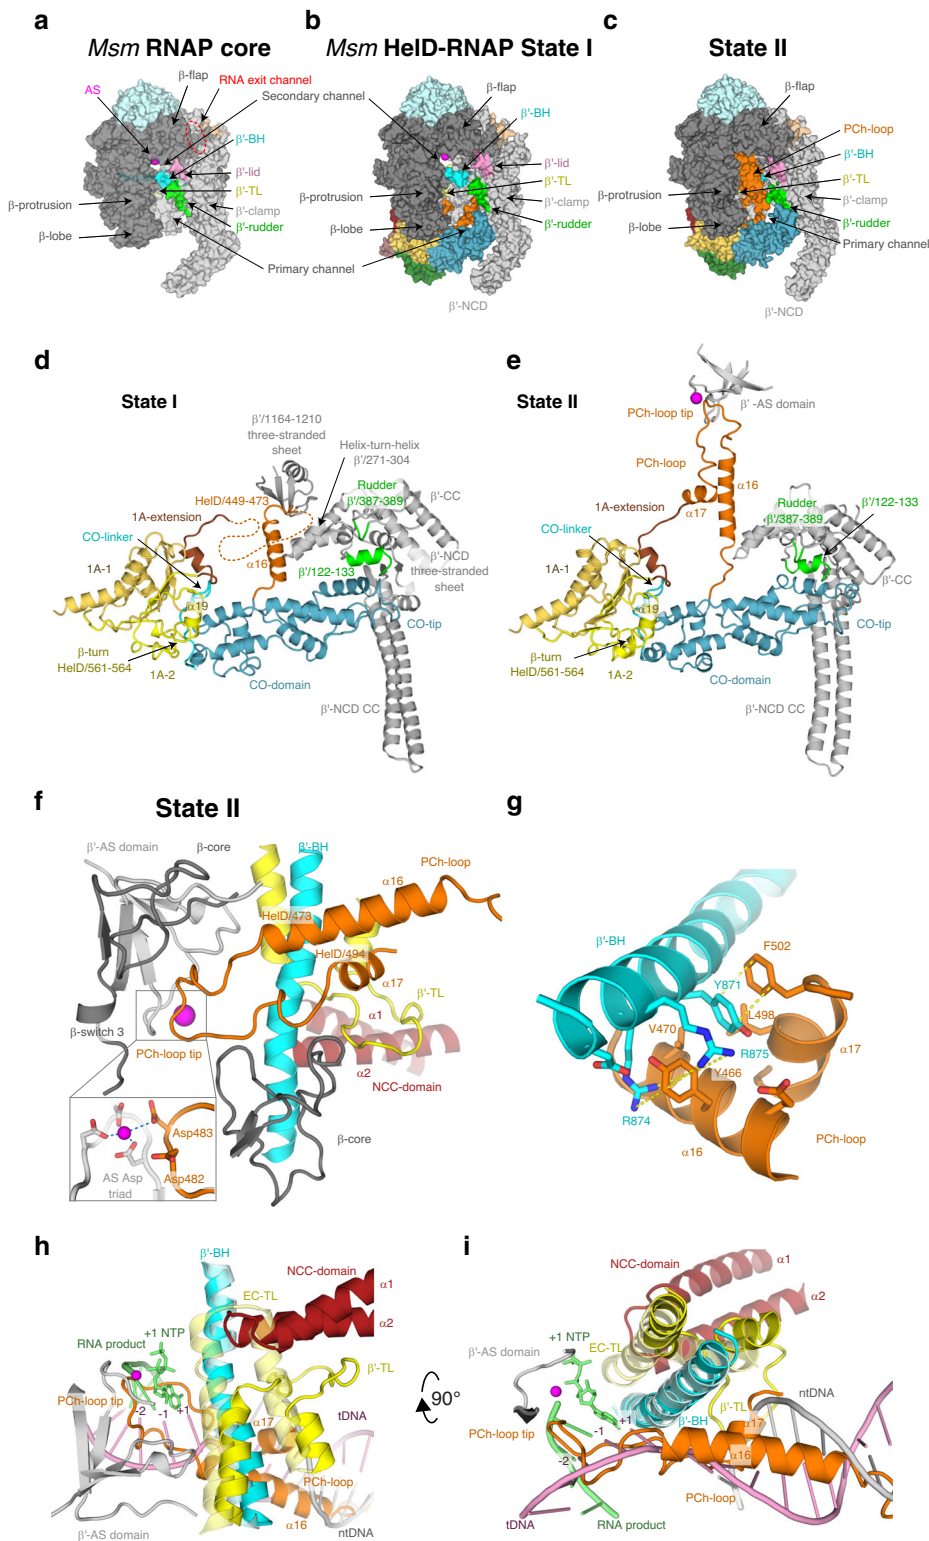 a
Msm RNAP core
b
Msm HelD-RNAP State I
c
State II
AS
β-flap
RNA exit channel
Secondary channel
β'-BH
β'-lid
β'-TL
β'-clamp
β'-rudder
β-protrusion
β-lobe
Primary channel
β-flap
β'-BH
β'-lid
β'-TL
β'-clamp
β'-rudder
β-protrusion
β-lobe
β'-NCD
β-flap
PCh-loop
β'-BH
β'-TL
β'-clamp
β'-rudder
Primary channel
β-protrusion
β-lobe
β'-NCD
d
State I
β'/1164-1210
three-stranded
sheet
Helix-turn-helix
β'/271-304
HelD/449-473
Rudder
β'/387-389
β'-CC
1A-extension
CO-linker
α16
β'/122-133
β'-NCD
three-stranded
sheet
1A-1
α19
CO-tip
β-turn
HelD/561-564
1A-2
CO-domain
β'-NCD CC
e
State II
β' -AS domain
PCh-loop tip
PCh-loop
α16
α17
1A-extension
Rudder
β'/387-389
β'/122-133
CO-linker
β'-CC
1A-1
α19
CO-tip
β-turn
HelD/561-564
1A-2
CO-domain
β'-NCD CC
f
State II
β'-AS domain
β-core
β'-BH
PCh-loop
α16
HelD/473
HelD/494
α17
β'-TL
α1
β-switch 3
PCh-loop tip
α2
NCC-domain
β-core
Asp483
AS Asp
triad
Asp482
g
β'-BH
F502
Y871
L498
V470
R875
α17
Y466
R874
PCh-loop
α16
h
β'-BH
NCC-domain
α1
EC-TL
α2
+1 NTP
RNA product
β'-TL
PCh-loop tip
-2
-1
+1
α17
tDNA
PCh-loop
α16
β'-AS domain
ntDNA
90°
i
NCC-domain
α1
α2
+1 NTP
EC-TL
β'-AS domain
ntDNA
β'-TL
+1
β'-BH
α17
-1
PCh-loop tip
α16
-2
PCh-loop
tDNA
RNA product